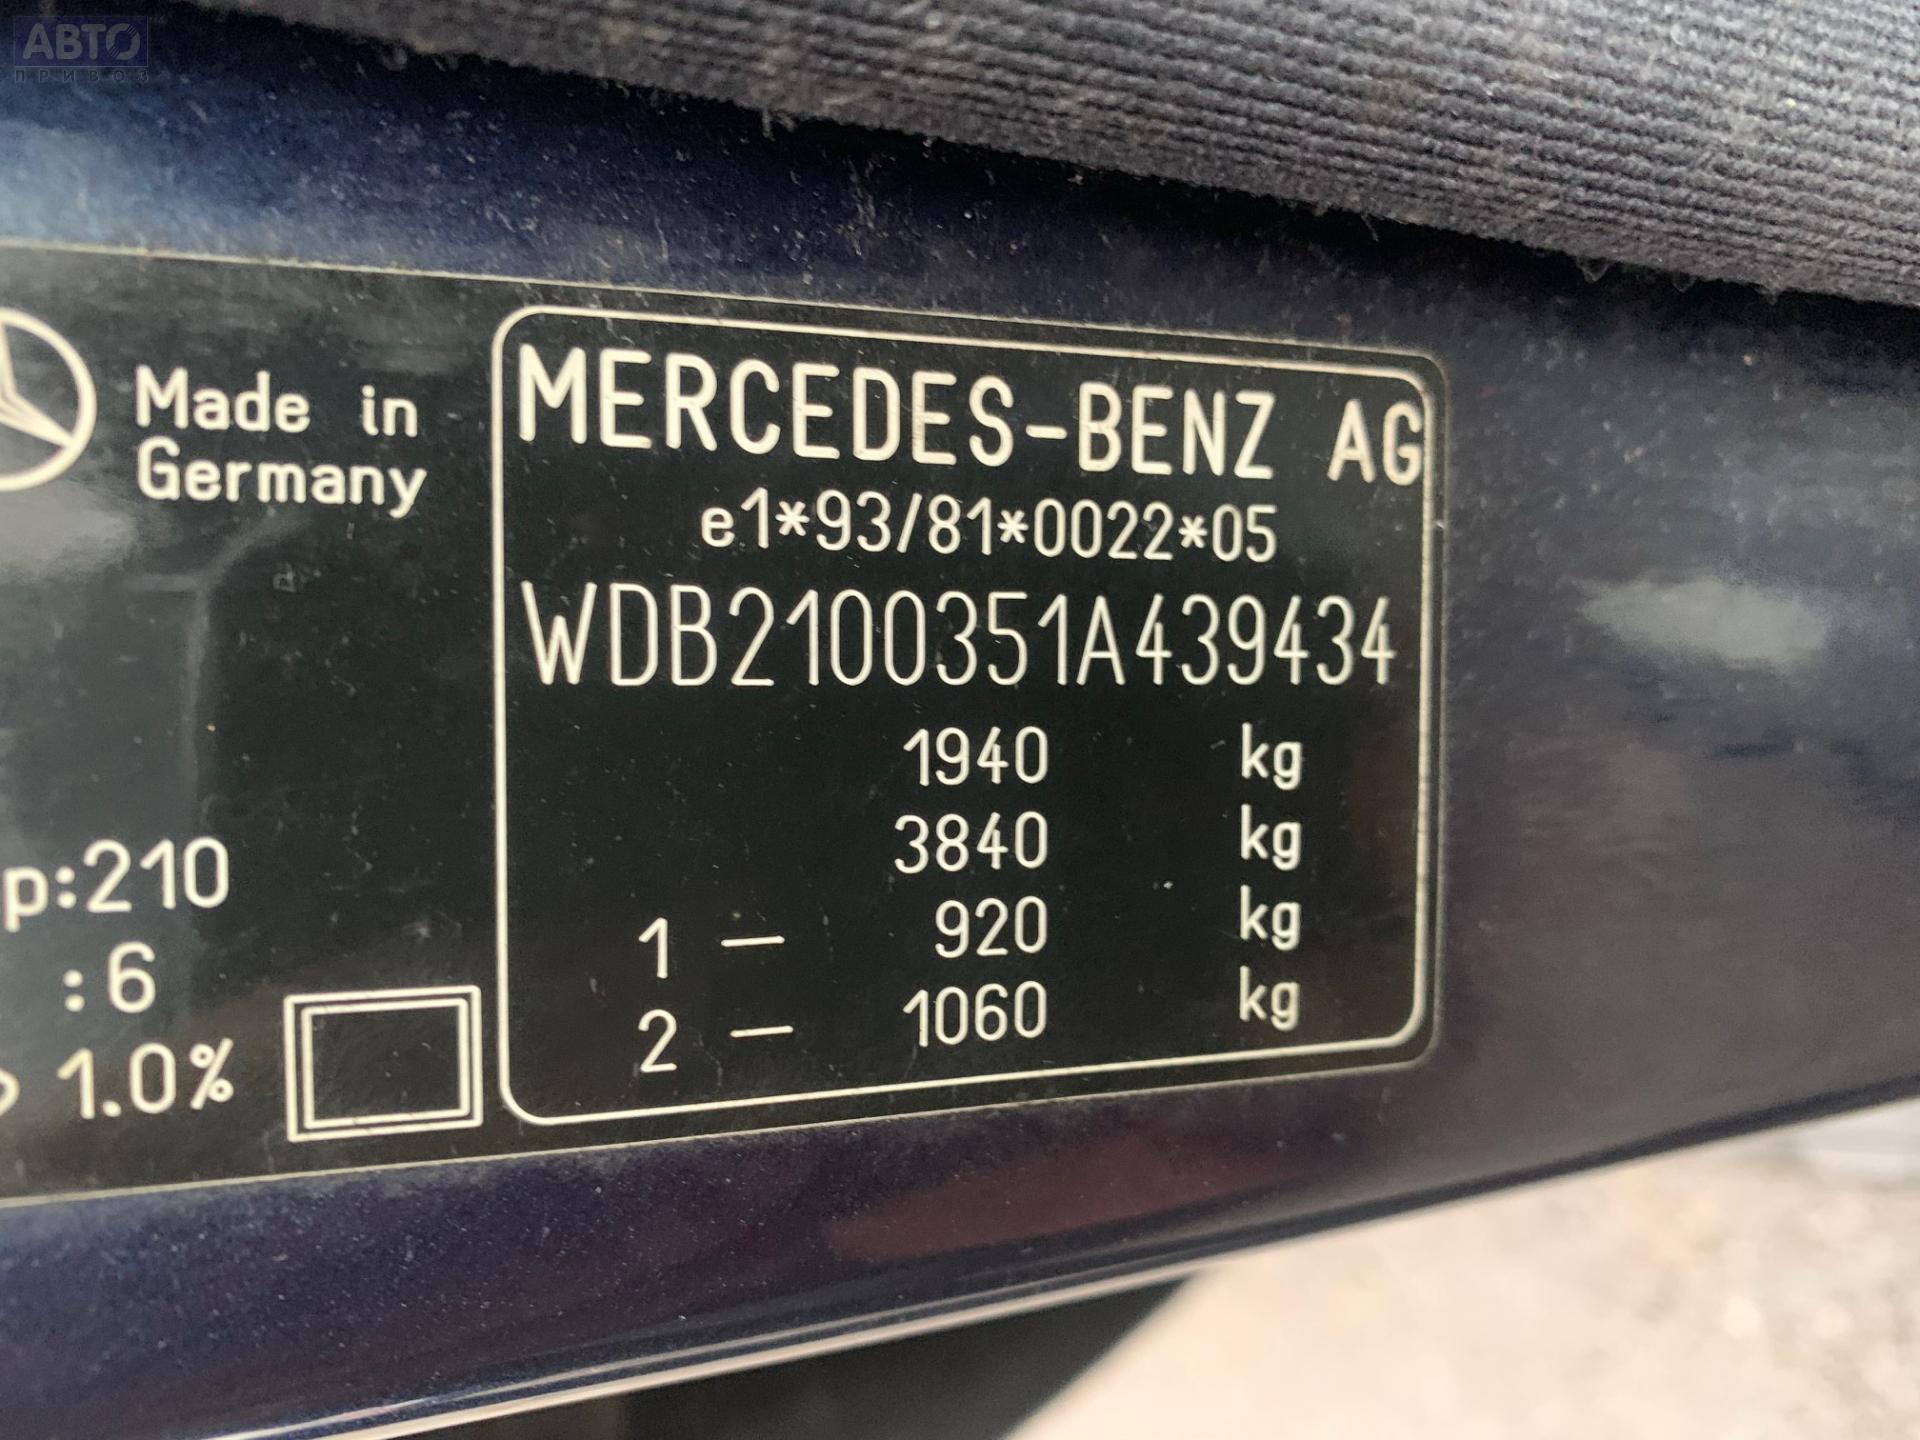 АВТО
ПРИВОЗ
Made in
Germany
p:210
:6
1.0%
MERCEDES-BENZ AG
e1*93/81*0022*05
WDB2100351A439434
1940 kg
3840 kg
1 – 920 kg
2 – 1060 kg